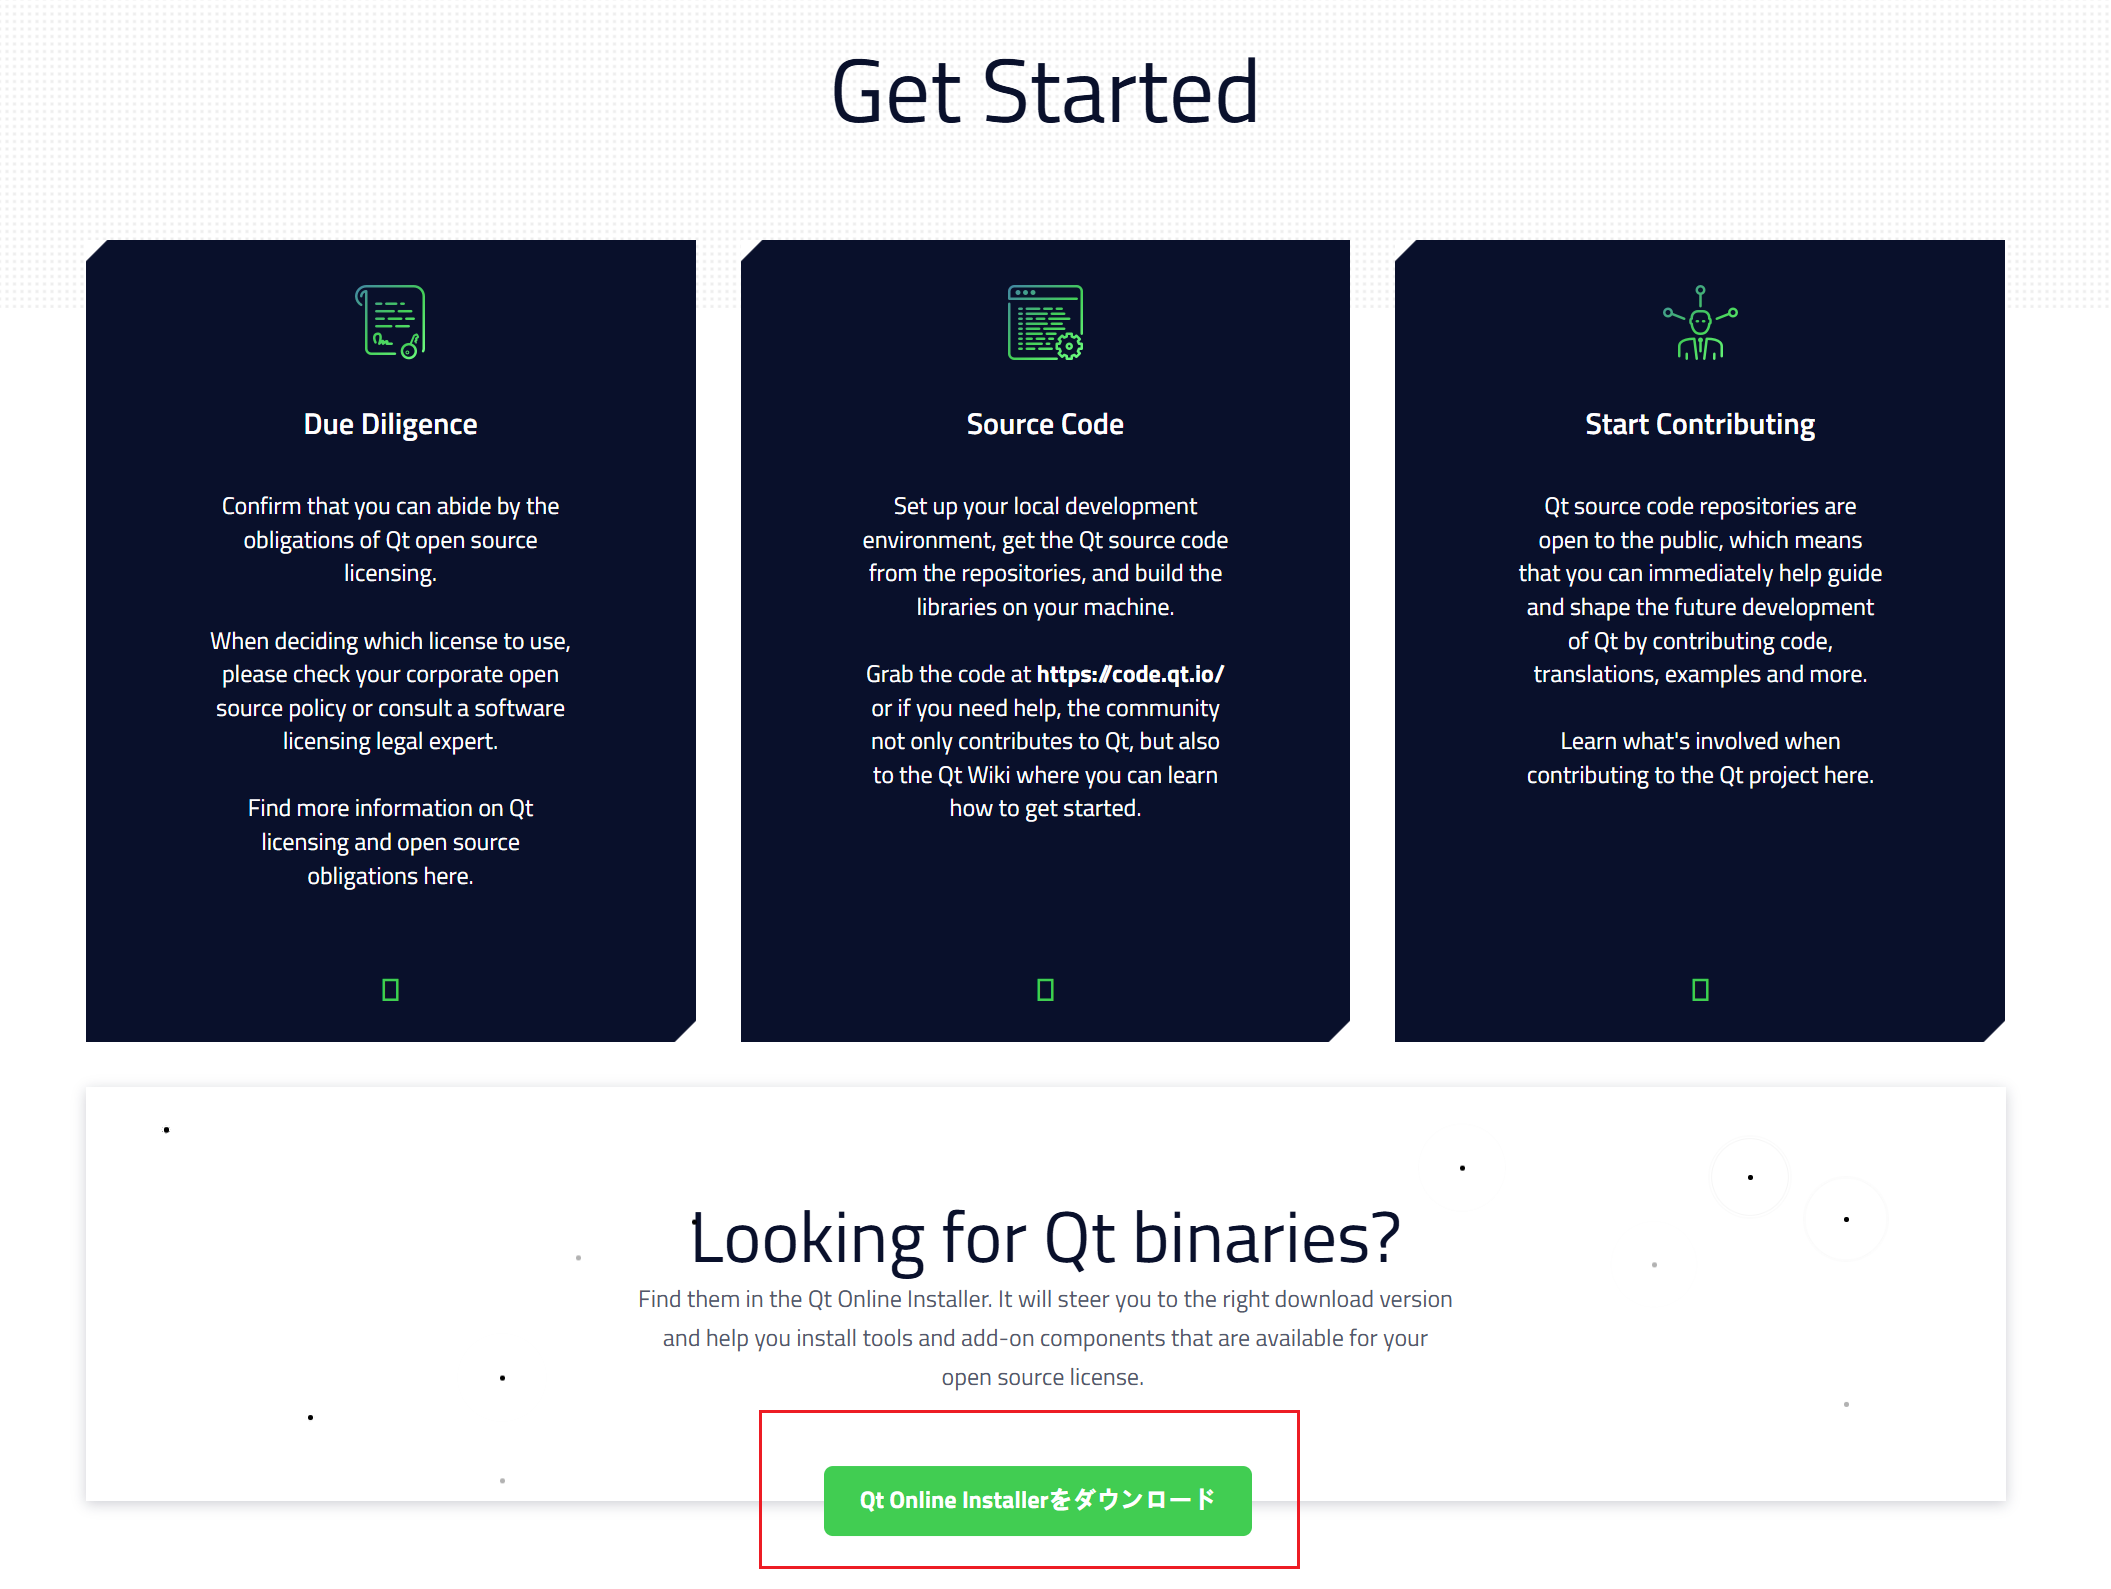 Get Started
Due Diligence
Confirm that you can abide by the
obligations of Qt open source
licensing.
When deciding which license to use,
please check your corporate open
source policy or consult a software
licensing legal expert.
Find more information on Qt
licensing and open source
obligations here.
Source Code
Set up your local development
environment, get the Qt source code
from the repositories, and build the
libraries on your machine.
Grab the code at https://code.qt.io/
or if you need help, the community
not only contributes to Qt, but also
to the Qt Wiki where you can learn
how to get started.
Start Contributing
Qt source code repositories are
open to the public, which means
that you can immediately help guide
and shape the future development
of Qt by contributing code,
translations, examples and more.
Learn what's involved when
contributing to the Qt project here.
Looking for Qt binaries?
Find them in the Qt Online Installer. It will steer you to the right download version
and help you install tools and add-on components that are available for your
open source license.
Qt Online Installerをダウンロード